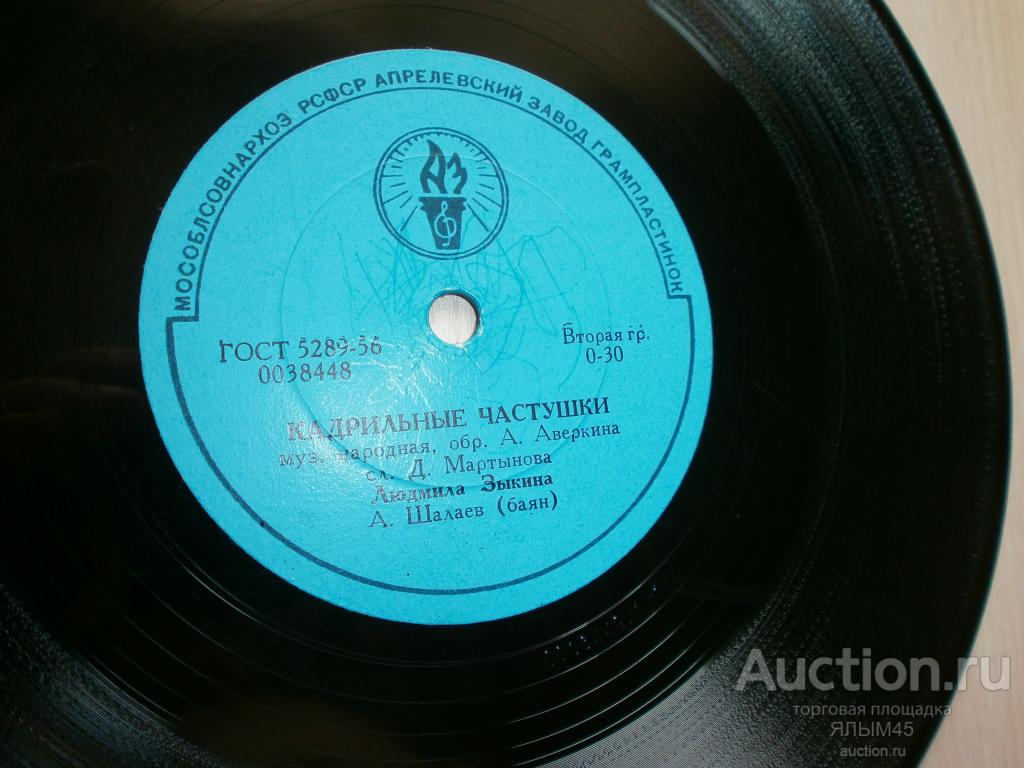 МОСОБЛСОВНАРХОЗ РСФСР АПРЕЛЕВСКИЙ ЗАВОД ГРАМПЛАСТИНОК
АЗ
ГОСТ 5289-56
0038448
Вторая гр.
0-30
КАДРИЛЬНЫЕ ЧАСТУШКИ
муз. народная, обр. А. Аверкина
сл. Д. Мартынова
Людмила Зыкина
А. Шалаев (баян)
Auction.ru
торговая площадка
ЯЛЫМ45
auction.ru